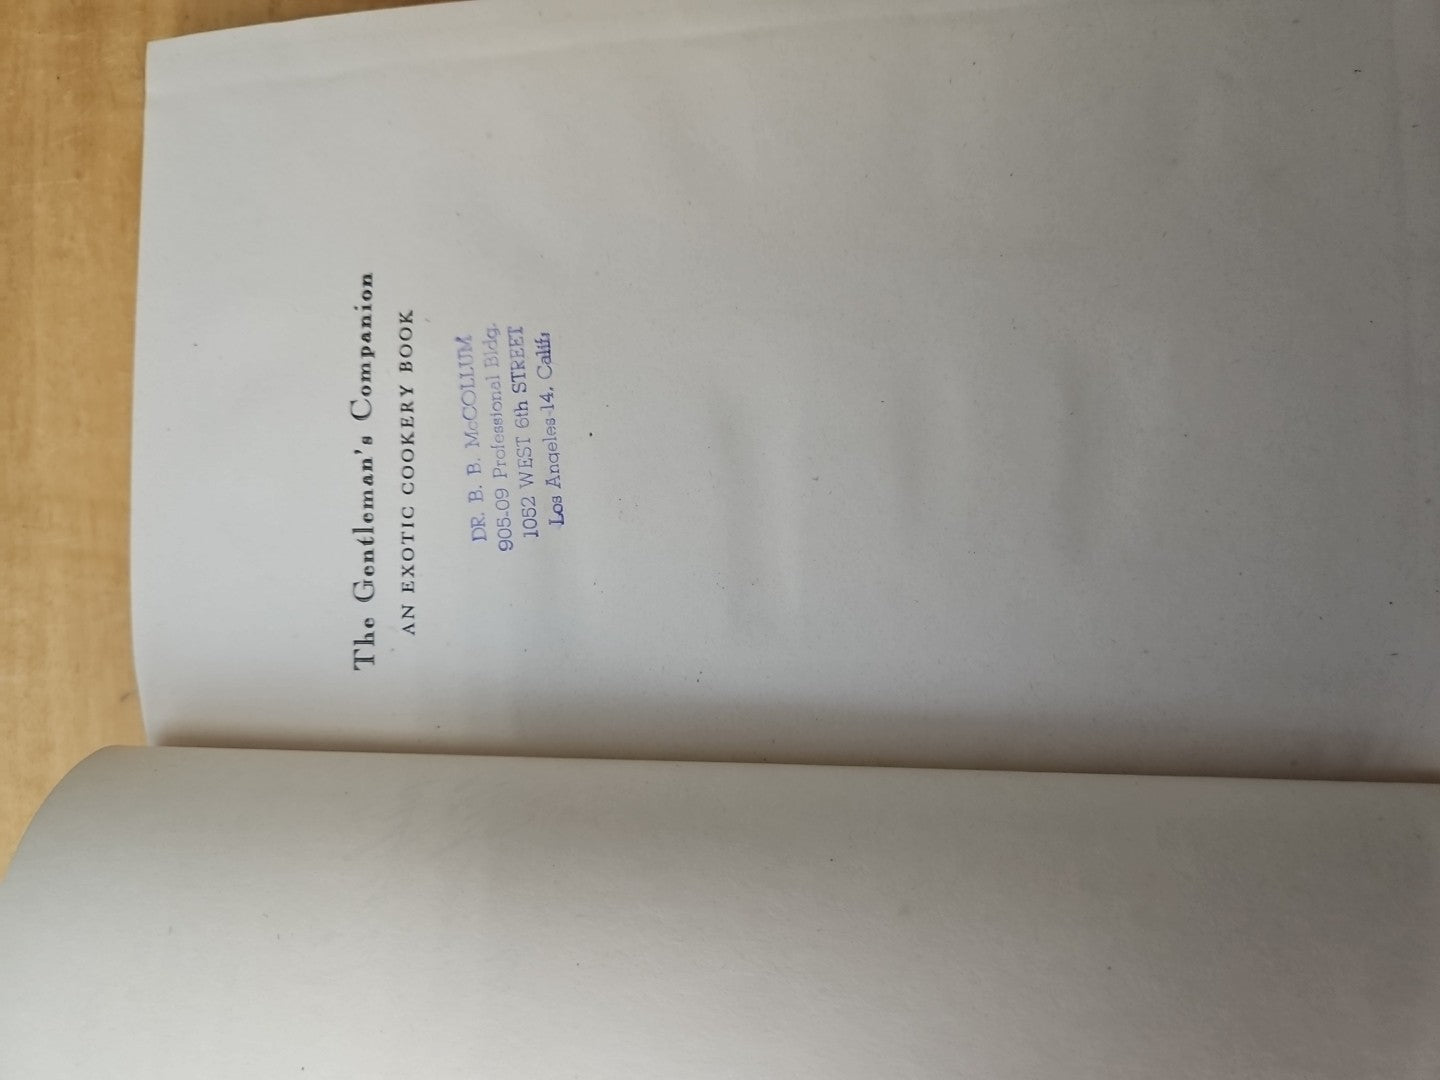 The Gentleman's Companion
AN EXOTIC COOKERY BOOK
DR. B. B. McCOLLUM
905-09 Professional Bldg.
1052 WEST 6th STREET
Los Angeles 14, Calif.